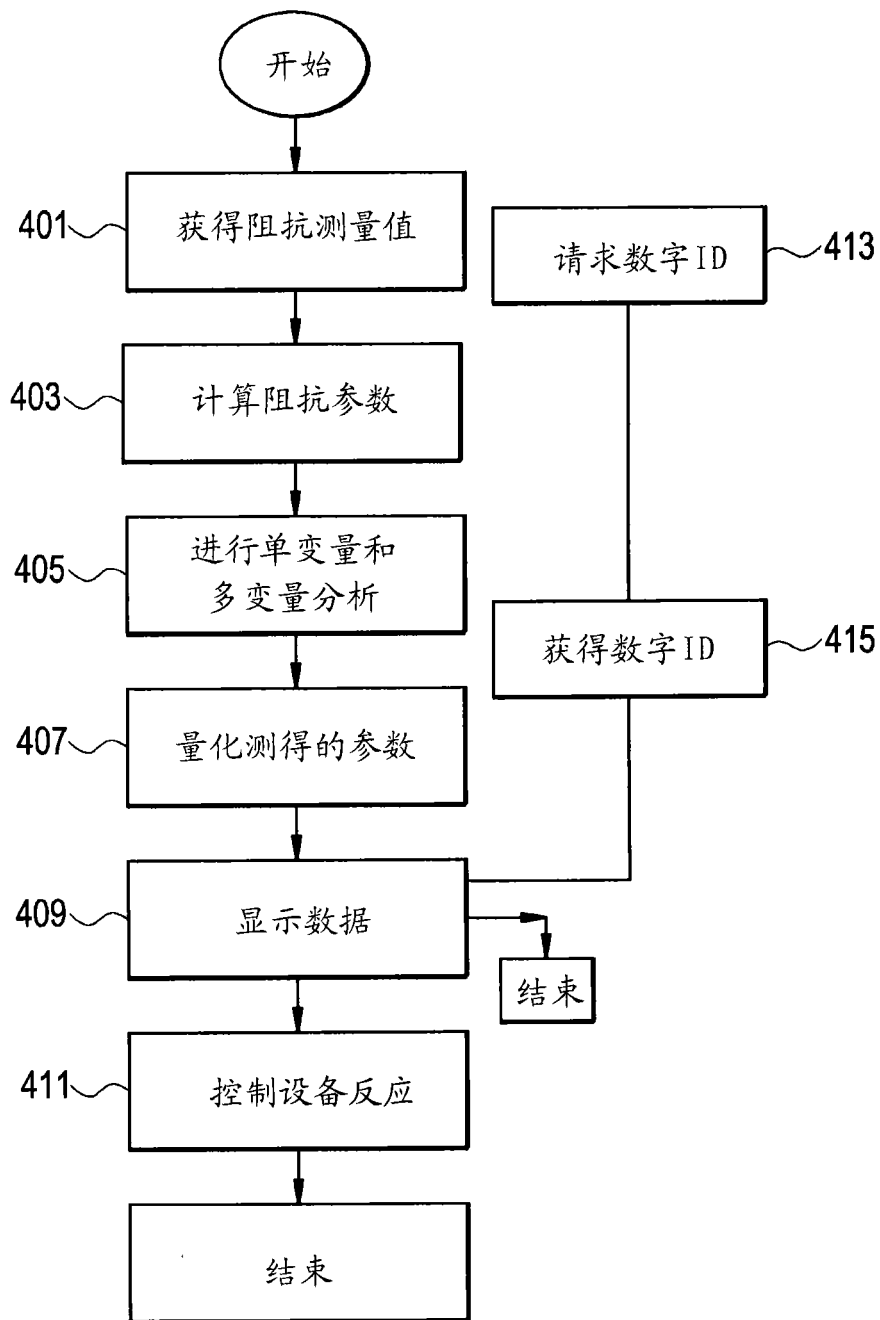 开始
401
获得阻抗测量值
请求数字ID
413
403
计算阻抗参数
405
进行单变量和
多变量分析
获得数字ID
415
407
量化测得的参数
409
显示数据
结束
411
控制设备反应
结束